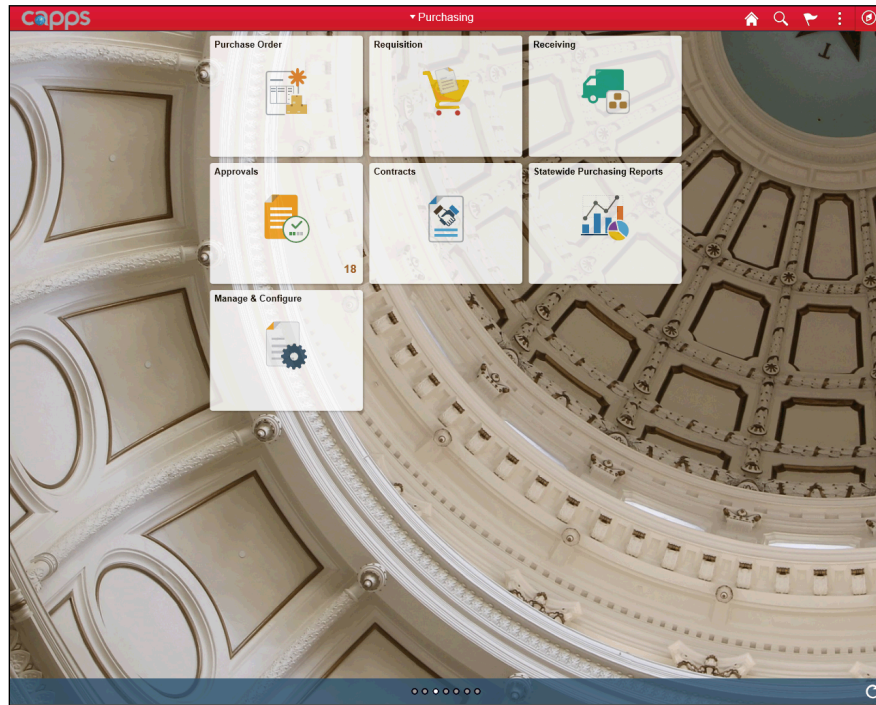 capps
Purchasing
Purchase Order
Requisition
Receiving
Approvals
Contracts
Statewide Purchasing Reports
18
Manage & Configure